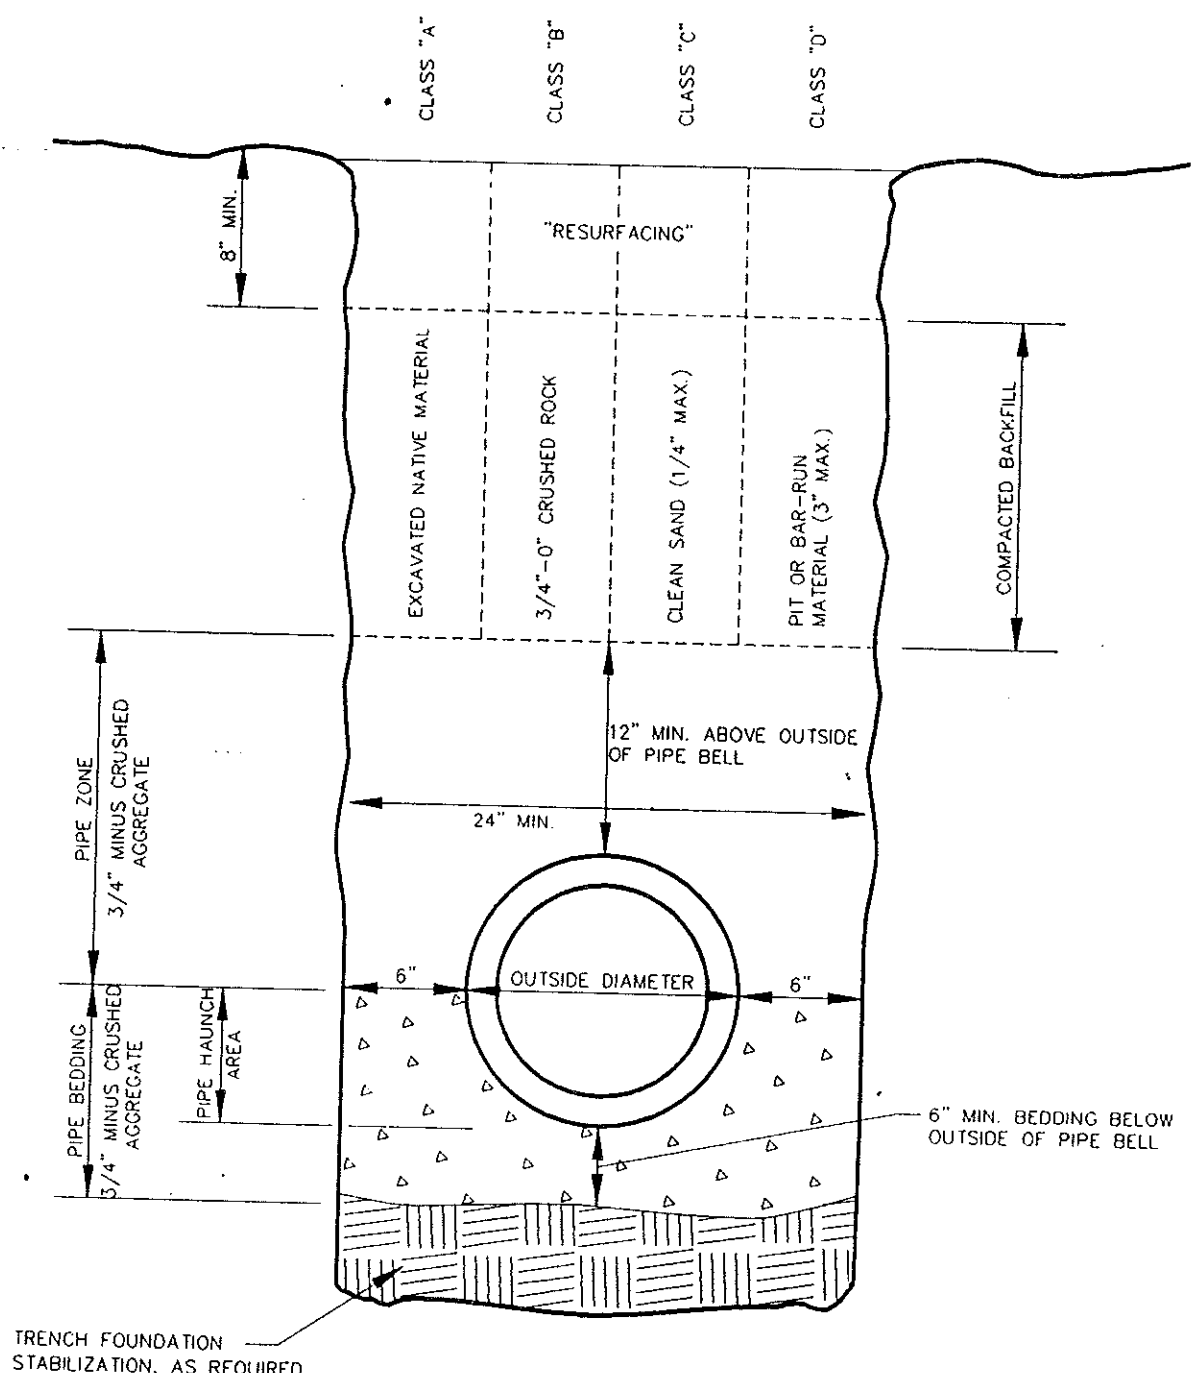 CLASS "A"
CLASS "B"
CLASS "C"
CLASS "D"
8" MIN.
"RESURFACING"
EXCAVATED NATIVE MATERIAL
3/4"-0" CRUSHED ROCK
CLEAN SAND (1/4" MAX.)
PIT OR BAR-RUN
MATERIAL (3" MAX.)
COMPACTED BACKFILL
PIPE ZONE
3/4" MINUS CRUSHED
AGGREGATE
12" MIN. ABOVE OUTSIDE
OF PIPE BELL
24" MIN.
6"
OUTSIDE DIAMETER
6"
PIPE BEDDING
3/4" MINUS CRUSHED
AGGREGATE
PIPE HAUNCH
AREA
6" MIN. BEDDING BELOW
OUTSIDE OF PIPE BELL
TRENCH FOUNDATION
STABILIZATION, AS REQUIRED